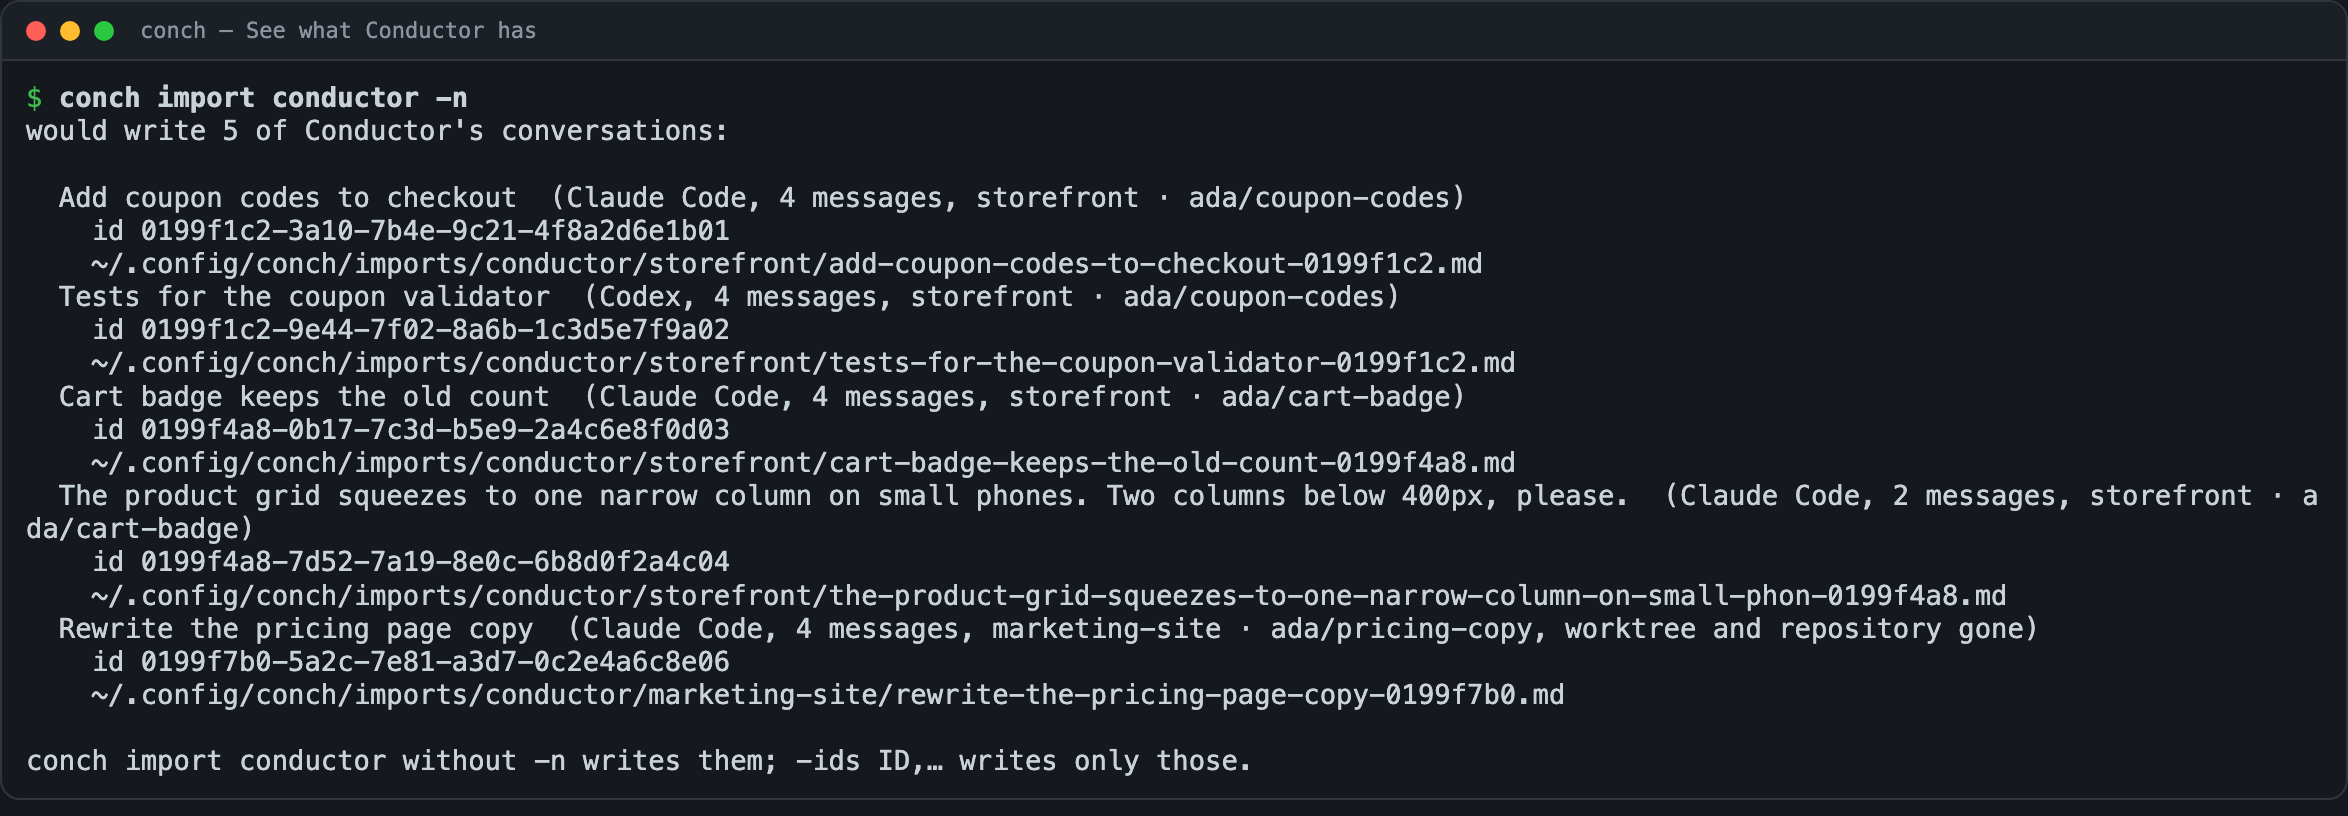 conch — See what Conductor has
$ conch import conductor -n
would write 5 of Conductor's conversations:
Add coupon codes to checkout  (Claude Code, 4 messages, storefront · ada/coupon-codes)
id 0199f1c2-3a10-7b4e-9c21-4f8a2d6e1b01
~/.config/conch/imports/conductor/storefront/add-coupon-codes-to-checkout-0199f1c2.md
Tests for the coupon validator  (Codex, 4 messages, storefront · ada/coupon-codes)
id 0199f1c2-9e44-7f02-8a6b-1c3d5e7f9a02
~/.config/conch/imports/conductor/storefront/tests-for-the-coupon-validator-0199f1c2.md
Cart badge keeps the old count  (Claude Code, 4 messages, storefront · ada/cart-badge)
id 0199f4a8-0b17-7c3d-b5e9-2a4c6e8f0d03
~/.config/conch/imports/conductor/storefront/cart-badge-keeps-the-old-count-0199f4a8.md
The product grid squeezes to one narrow column on small phones. Two columns below 400px, please.  (Claude Code, 2 messages, storefront · a
da/cart-badge)
id 0199f4a8-7d52-7a19-8e0c-6b8d0f2a4c04
~/.config/conch/imports/conductor/storefront/the-product-grid-squeezes-to-one-narrow-column-on-small-phon-0199f4a8.md
Rewrite the pricing page copy  (Claude Code, 4 messages, marketing-site · ada/pricing-copy, worktree and repository gone)
id 0199f7b0-5a2c-7e81-a3d7-0c2e4a6c8e06
~/.config/conch/imports/conductor/marketing-site/rewrite-the-pricing-page-copy-0199f7b0.md
conch import conductor without -n writes them; -ids ID,… writes only those.